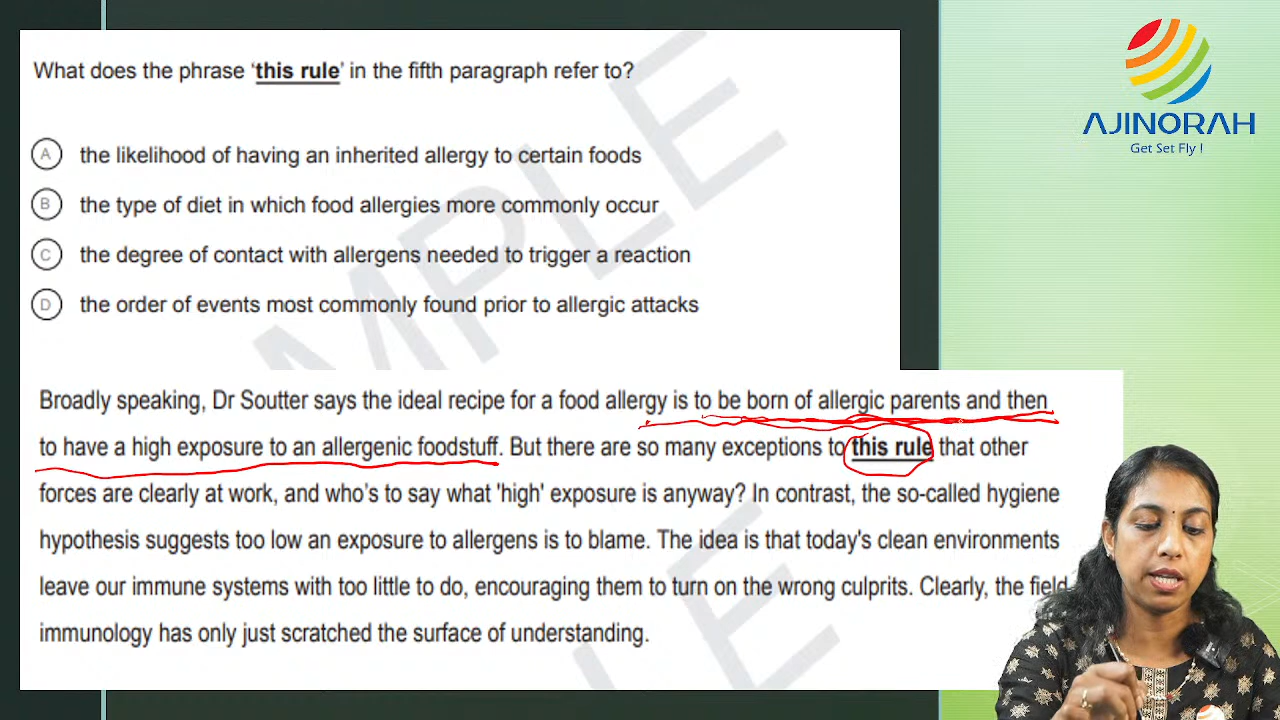 What does the phrase 'this rule' in the fifth paragraph refer to?
A the likelihood of having an inherited allergy to certain foods
B the type of diet in which food allergies more commonly occur
C the degree of contact with allergens needed to trigger a reaction
D the order of events most commonly found prior to allergic attacks
Broadly speaking, Dr Soutter says the ideal recipe for a food allergy is to be born of allergic parents and then
to have a high exposure to an allergenic foodstuff. But there are so many exceptions to this rule that other
forces are clearly at work, and who's to say what 'high' exposure is anyway? In contrast, the so-called hygiene
hypothesis suggests too low an exposure to allergens is to blame. The idea is that today's clean environments
leave our immune systems with too little to do, encouraging them to turn on the wrong culprits. Clearly, the field
immunology has only just scratched the surface of understanding.
AJINORAH
Get Set Fly !